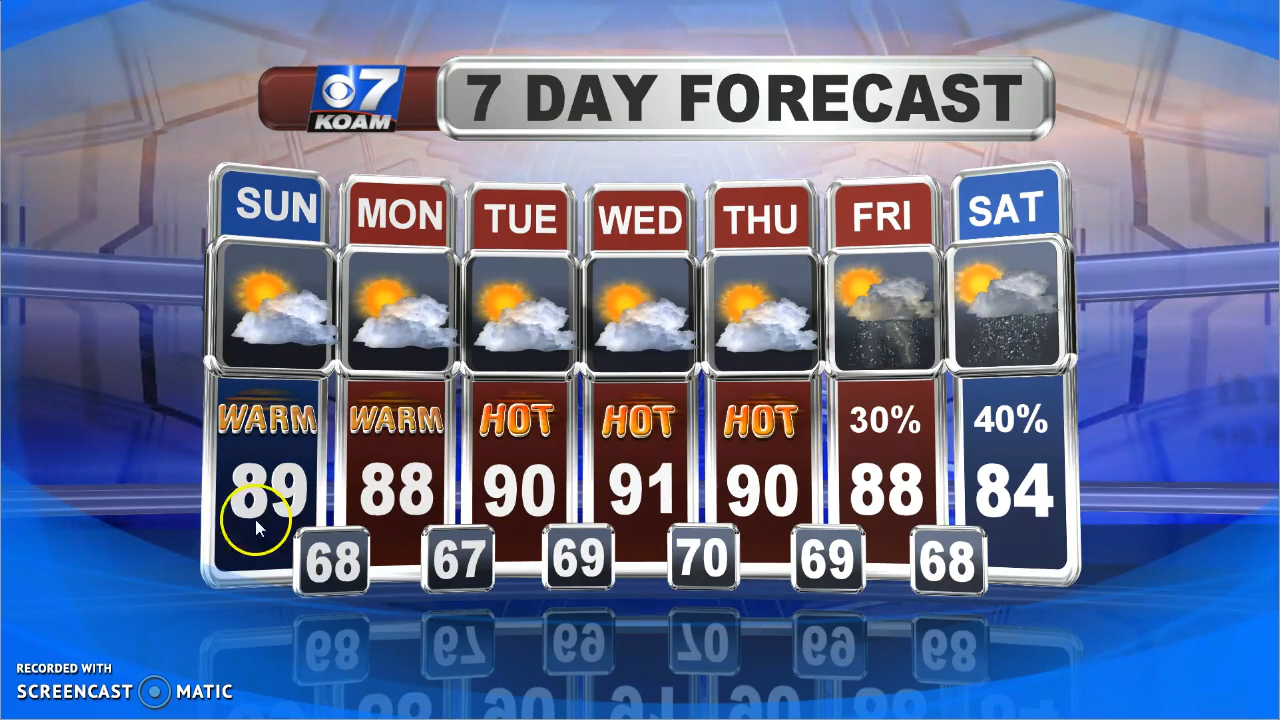 7
KOAM
7 DAY FORECAST
SUN MON TUE WED THU FRI SAT
WARM WARM HOT HOT HOT 30% 40%
89 88 90 91 90 88 84
68 67 69 70 69 68
RECORDED WITH
SCREENCAST MATIC